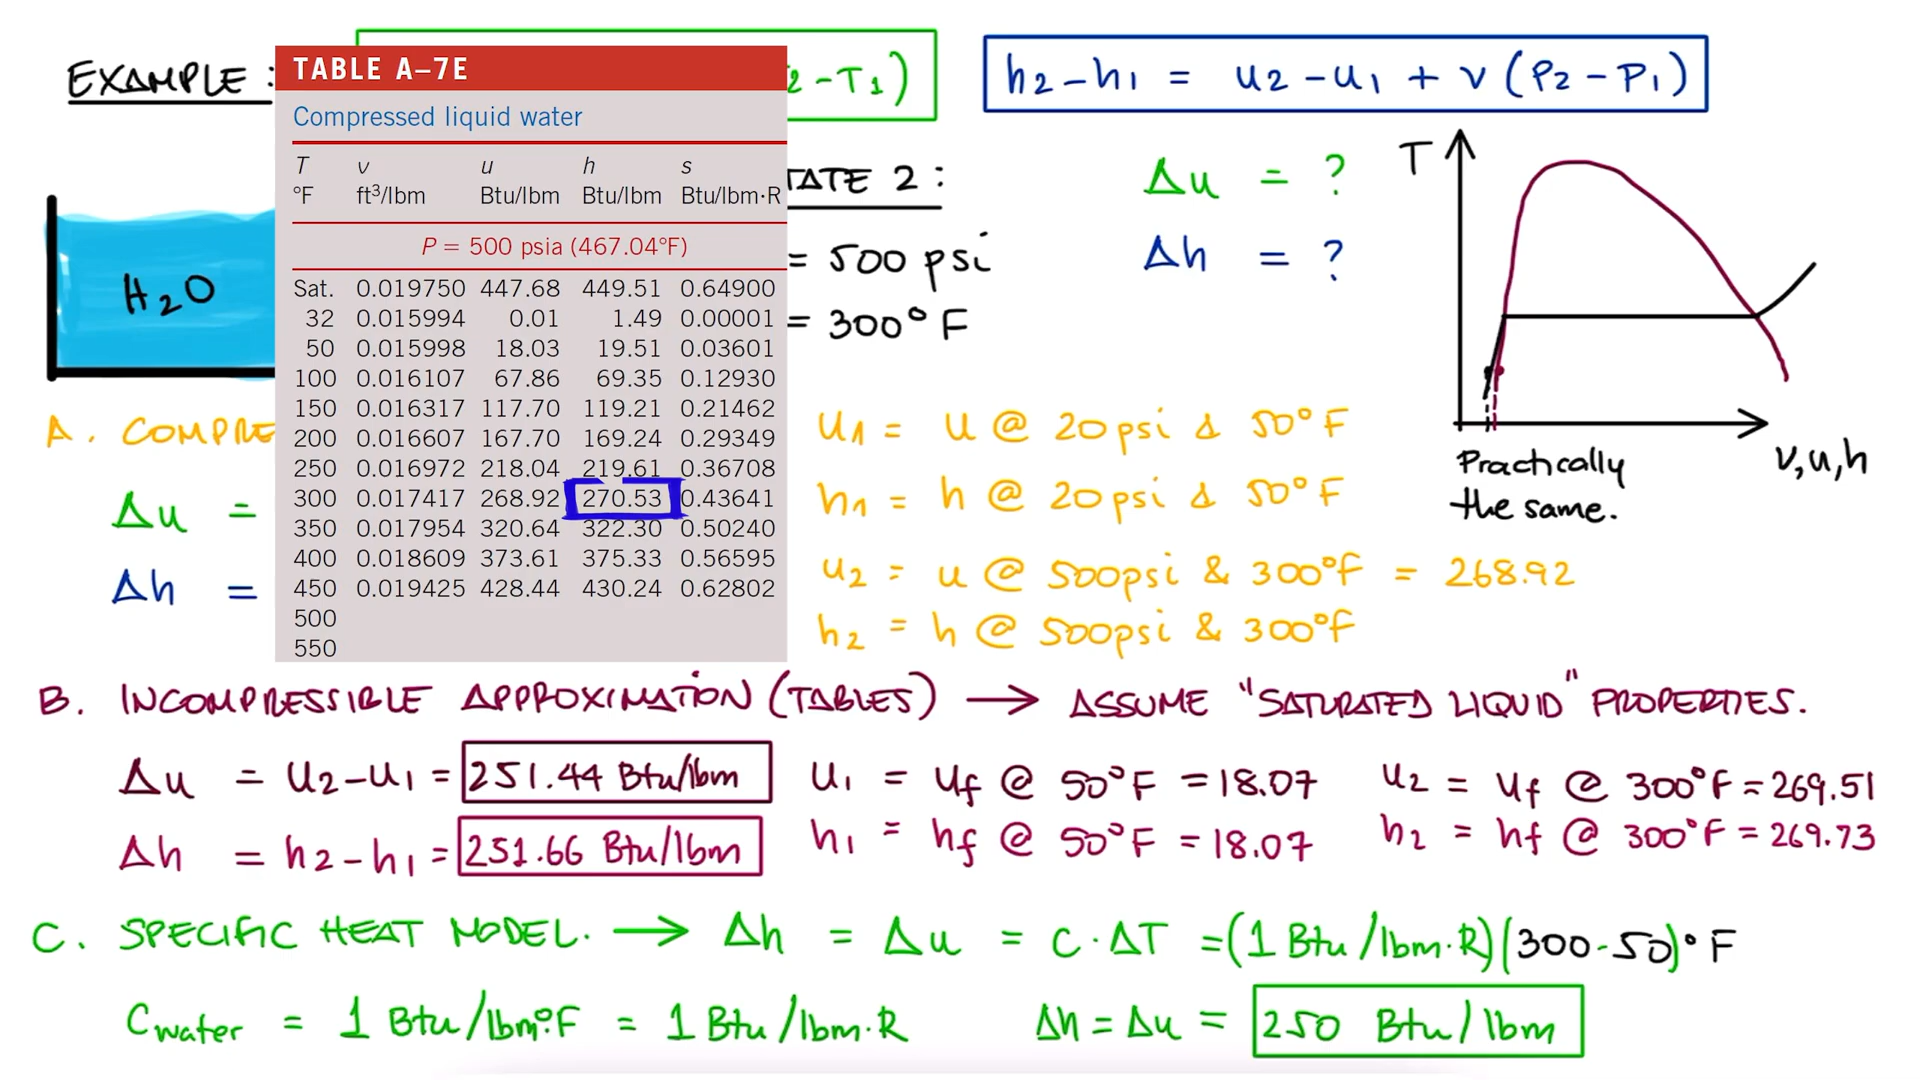 EXAMPLE :
2 - T1)
h2 - h1 = u2 - u1 + v (P2 - P1)
TABLE A–7E
Compressed liquid water
T v u h s
°F ft³/lbm Btu/lbm Btu/lbm Btu/lbm·R
P = 500 psia (467.04°F)
Sat. 0.019750 447.68 449.51 0.64900
32 0.015994 0.01 1.49 0.00001
50 0.015998 18.03 19.51 0.03601
100 0.016107 67.86 69.35 0.12930
150 0.016317 117.70 119.21 0.21462
200 0.016607 167.70 169.24 0.29349
250 0.016972 218.04 219.61 0.36708
300 0.017417 268.92 270.53 0.43641
350 0.017954 320.64 322.30 0.50240
400 0.018609 373.61 375.33 0.56595
450 0.019425 428.44 430.24 0.62802
500
550
H2O
TATE 2 :
= 500 psi
= 300°F
Δu = ?
Δh = ?
T
v, u, h
Practically
the same.
A. COMPRE
Δu =
Δh =
u1 = u @ 20 psi & 50°F
h1 = h @ 20 psi & 50°F
u2 = u @ 500psi & 300°F = 268.92
h2 = h @ 500psi & 300°F
B. INCOMPRESSIBLE APPROXIMATION (TABLES) → ASSUME "SATURATED LIQUID" PROPERTIES.
Δu = u2 - u1 = 251.44 Btu/lbm u1 = uf @ 50°F = 18.07 u2 = uf @ 300°F = 269.51
Δh = h2 - h1 = 251.66 Btu/lbm h1 = hf @ 50°F = 18.07 h2 = hf @ 300°F = 269.73
C. SPECIFIC HEAT MODEL. → Δh = Δu = C · ΔT = (1 Btu/lbm·R)(300-50)°F
Cwater = 1 Btu/lbm·°F = 1 Btu/lbm·R Δh = Δu = 250 Btu/lbm